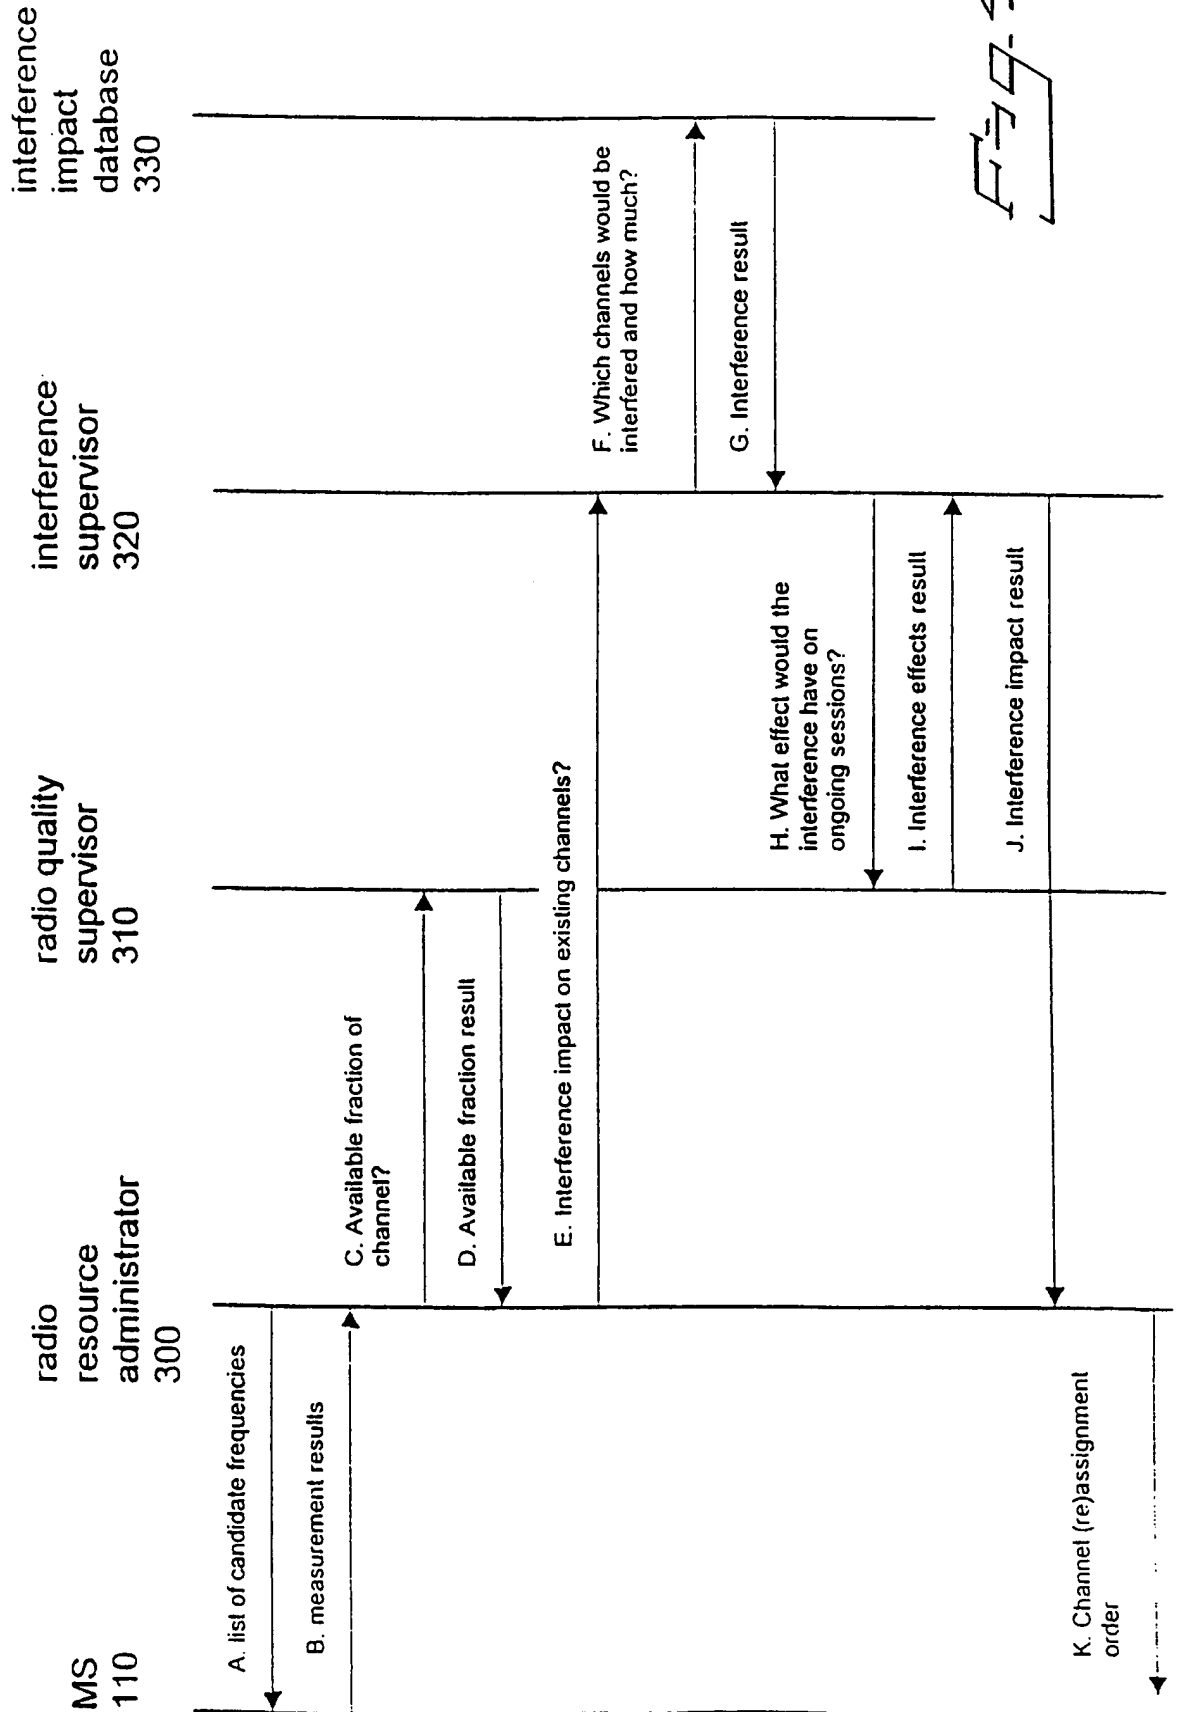 MS
110
radio
resource
administrator
300
radio quality
supervisor
310
interference
supervisor
320
interference
impact
database
330
A. list of candidate frequencies
B. measurement results
C. Available fraction of
channel?
D. Available fraction result
E. Interference impact on existing channels?
F. Which channels would be
interfered and how much?
G. Interference result
H. What effect would the
interference have on
ongoing sessions?
I. Interference effects result
J. Interference impact result
K. Channel (re)assignment
order
Fig-